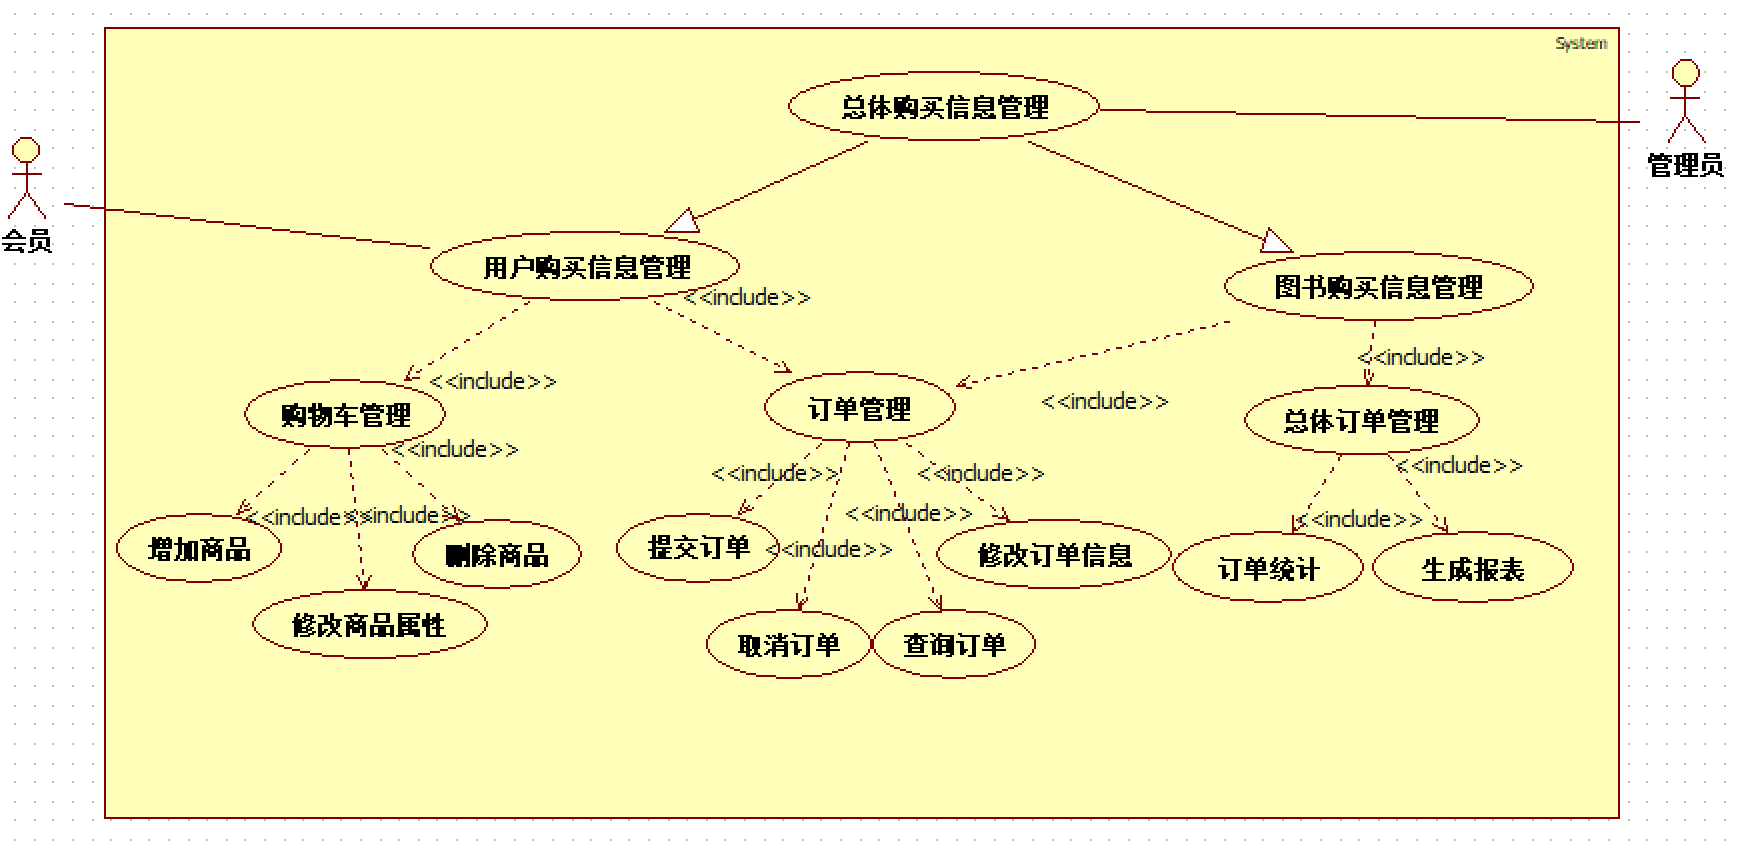 System
总体购买信息管理
管理员
会员
用户购买信息管理
图书购买信息管理
<<include>>
<<include>>
<<include>>
<<include>>
购物车管理
订单管理
总体订单管理
<<include>>
<<include>>
<<include>>
<<include>>
<<include>>
<<include>>
<<include>>
<<include>>
<<include>>
增加商品
删除商品
提交订单
<<include>>
修改订单信息
订单统计
生成报表
修改商品属性
取消订单
查询订单